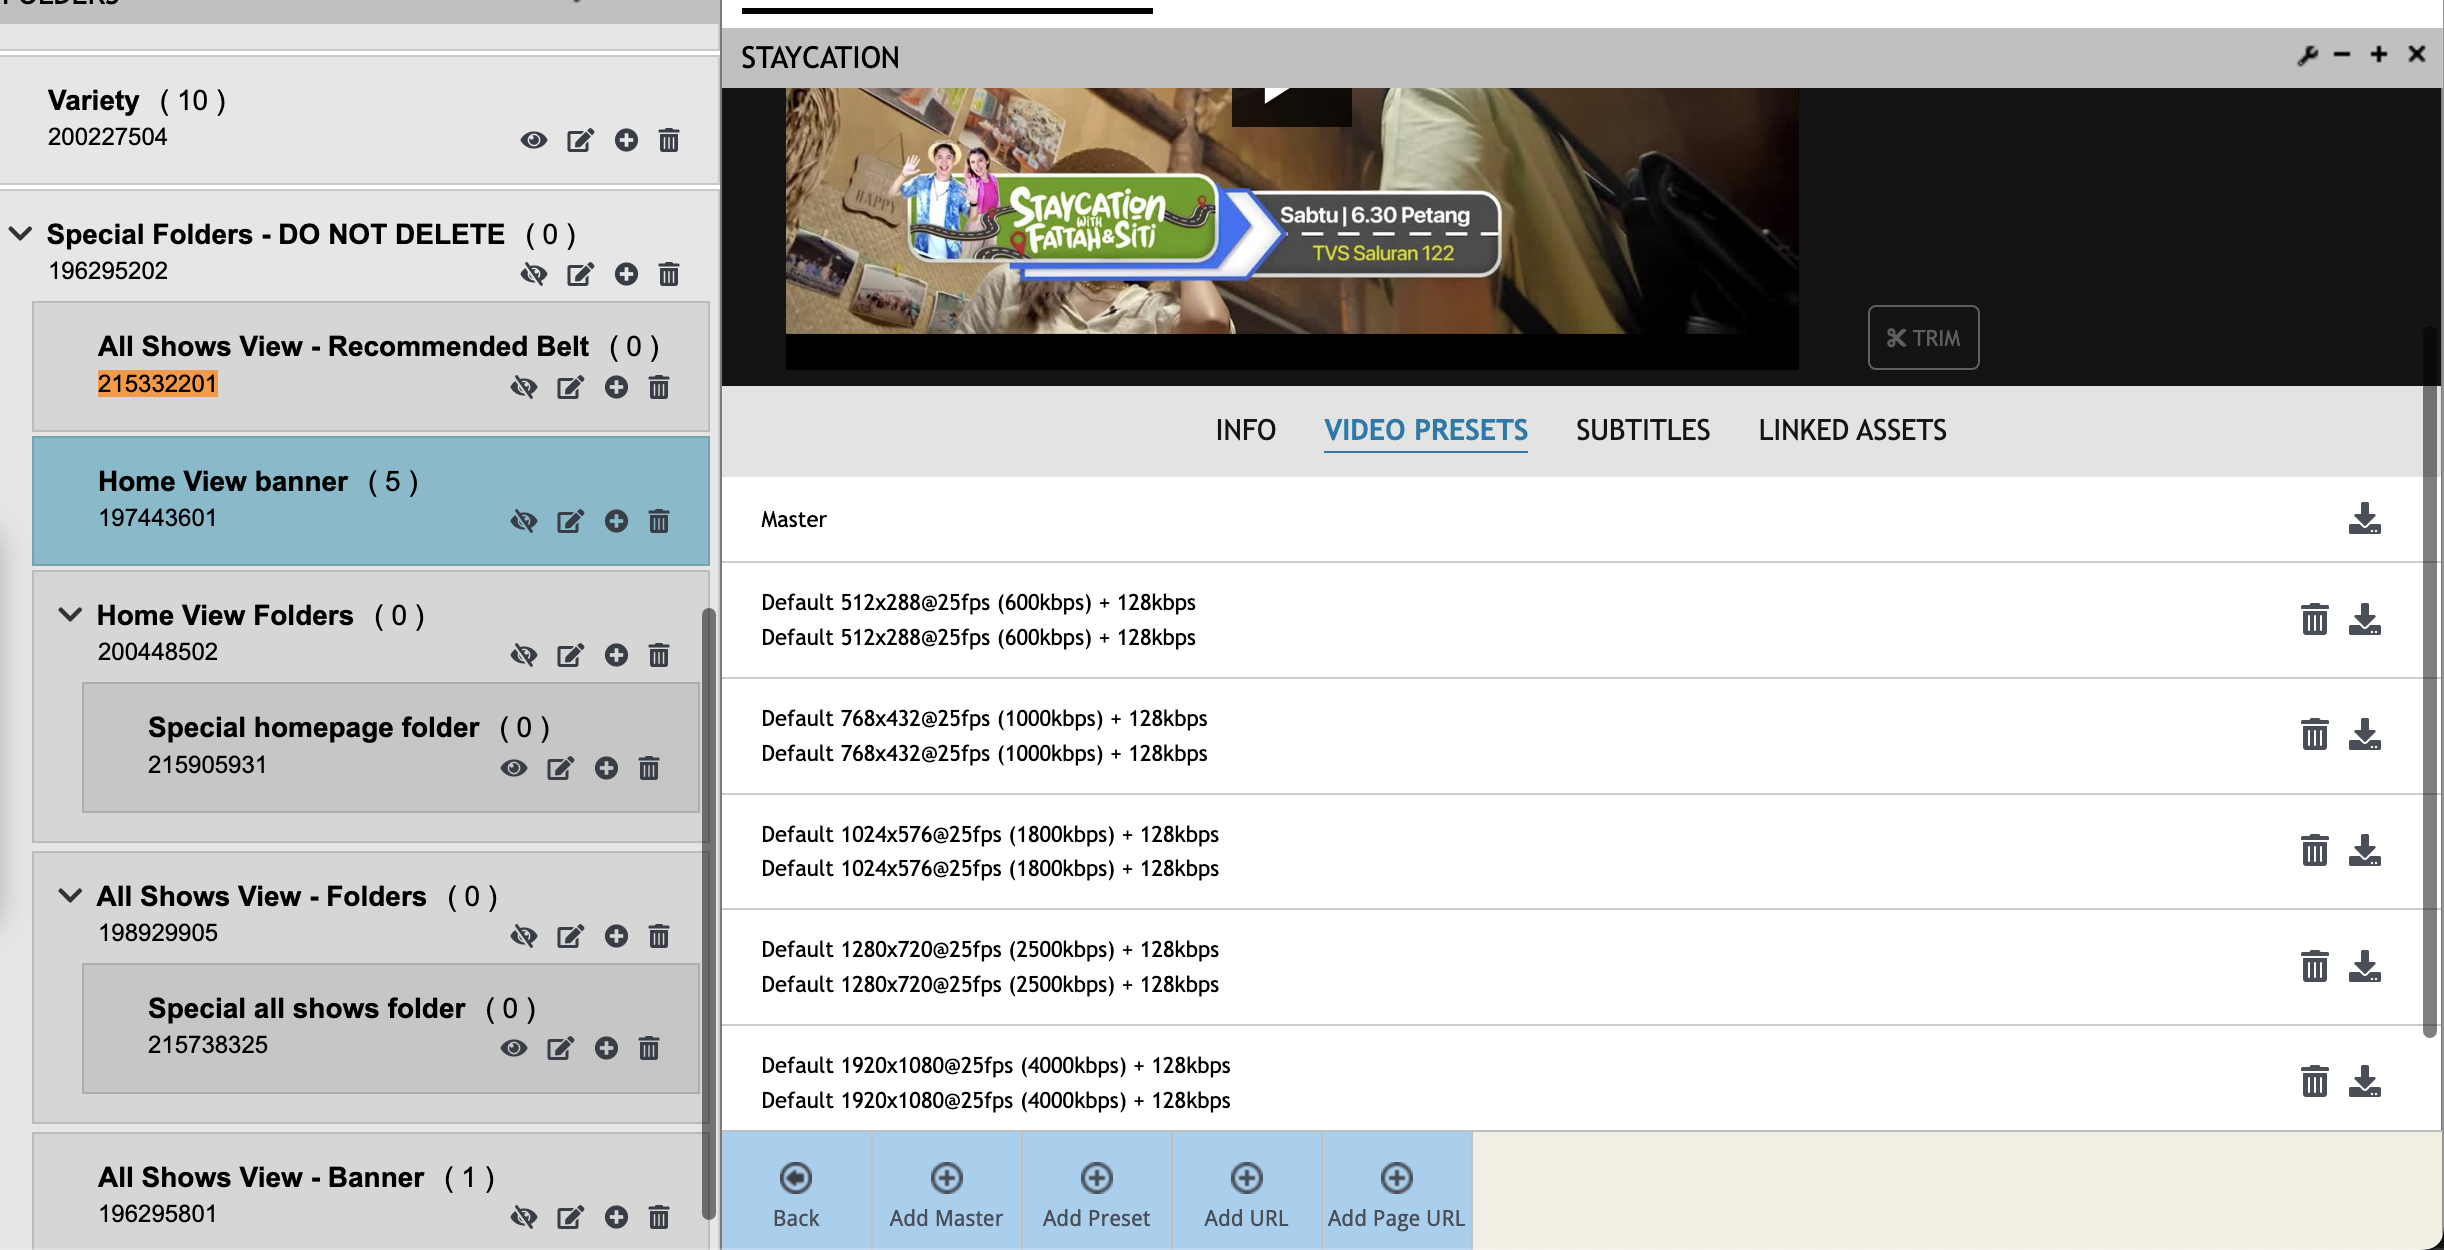 FOLDERS
Variety ( 10 )
200227504
Special Folders - DO NOT DELETE ( 0 )
196295202
All Shows View - Recommended Belt ( 0 )
215332201
Home View banner ( 5 )
197443601
Home View Folders ( 0 )
200448502
Special homepage folder ( 0 )
215905931
All Shows View - Folders ( 0 )
198929905
Special all shows folder ( 0 )
215738325
All Shows View - Banner ( 1 )
196295801
STAYCATION
HAPPY
STAYCATION
WITH
FATTAH&SITI
Sabtu | 6.30 Petang
TVS Saluran 122
TRIM
INFO VIDEO PRESETS SUBTITLES LINKED ASSETS
Master
Default 512x288@25fps (600kbps) + 128kbps
Default 512x288@25fps (600kbps) + 128kbps
Default 768x432@25fps (1000kbps) + 128kbps
Default 768x432@25fps (1000kbps) + 128kbps
Default 1024x576@25fps (1800kbps) + 128kbps
Default 1024x576@25fps (1800kbps) + 128kbps
Default 1280x720@25fps (2500kbps) + 128kbps
Default 1280x720@25fps (2500kbps) + 128kbps
Default 1920x1080@25fps (4000kbps) + 128kbps
Default 1920x1080@25fps (4000kbps) + 128kbps
Back Add Master Add Preset Add URL Add Page URL